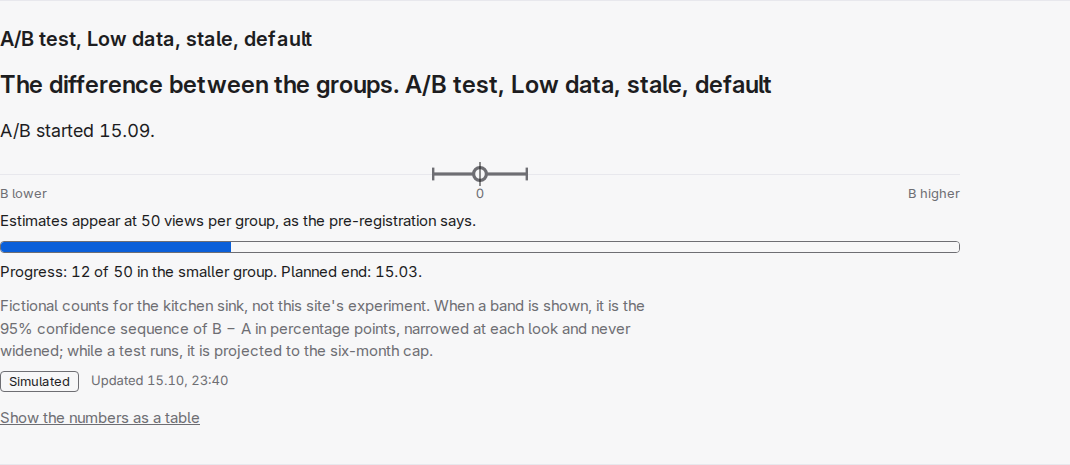 A/B test, Low data, stale, default
The difference between the groups. A/B test, Low data, stale, default
A/B started 15.09.
B lower
0
B higher
Estimates appear at 50 views per group, as the pre-registration says.
Progress: 12 of 50 in the smaller group. Planned end: 15.03.
Fictional counts for the kitchen sink, not this site's experiment. When a band is shown, it is the
95% confidence sequence of B − A in percentage points, narrowed at each look and never
widened; while a test runs, it is projected to the six-month cap.
Simulated
Updated 15.10, 23:40
Show the numbers as a table